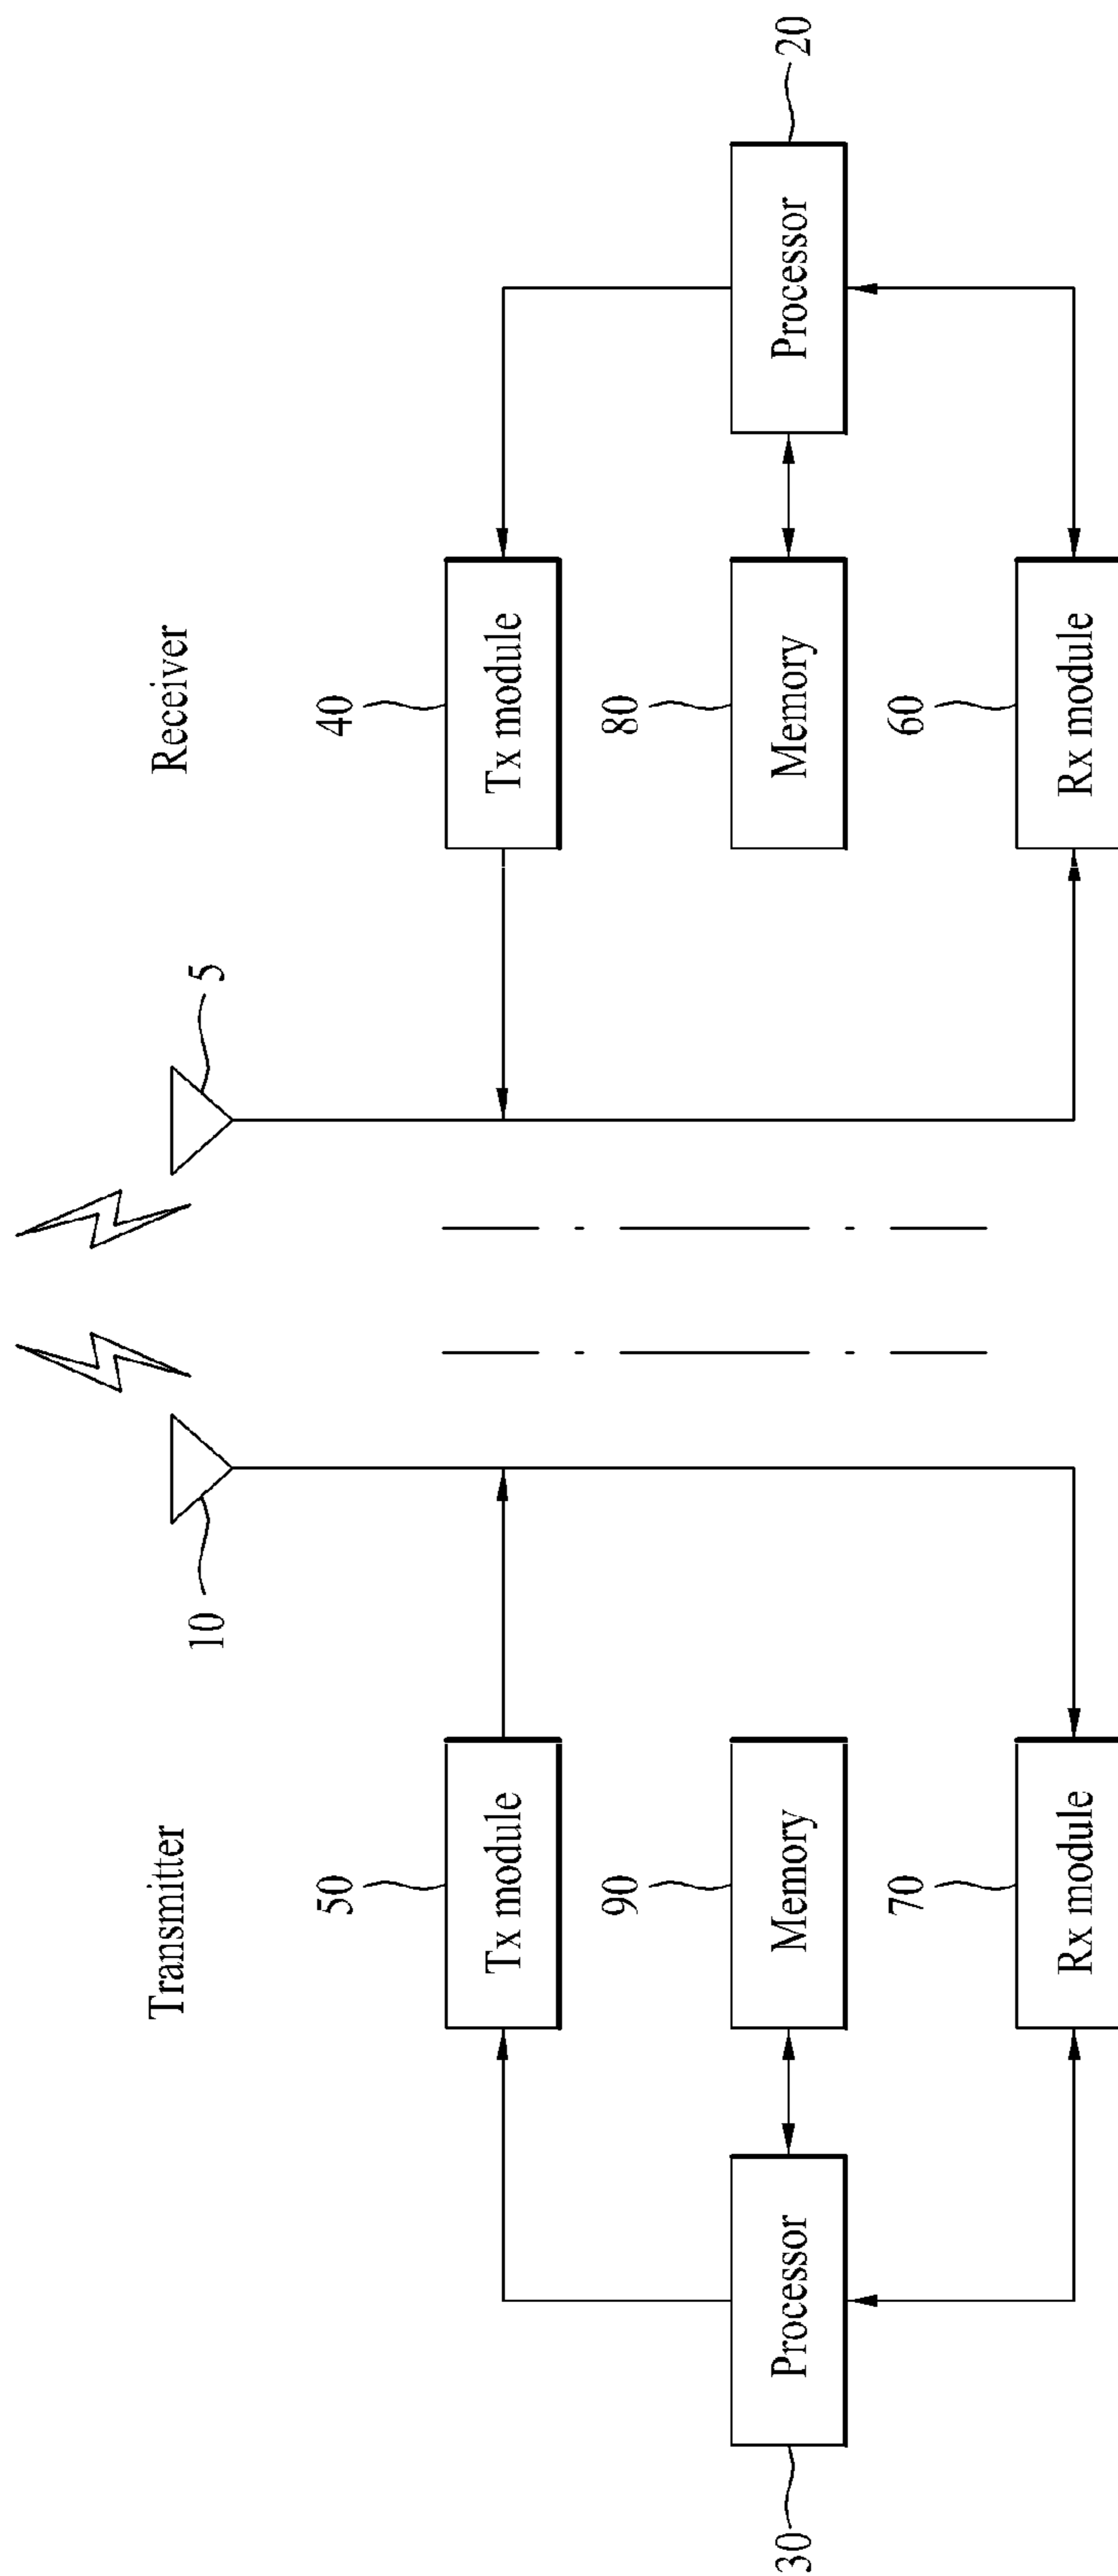 Transmitter
Receiver
10
5
50
Tx module
40
Tx module
30
Processor
90
Memory
80
Memory
Processor
20
70
Rx module
60
Rx module